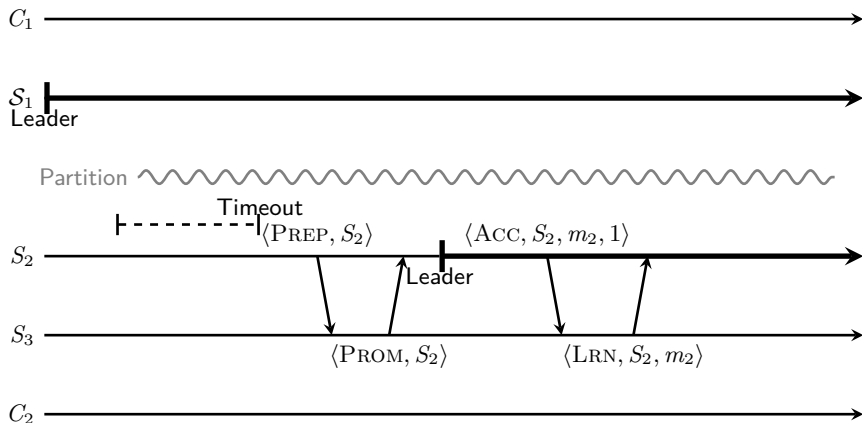 C₁
𝒮₁
Leader
Partition
Timeout
⟨PREP, S₂⟩
⟨ACC, S₂, m₂, 1⟩
S₂
Leader
S₃
⟨PROM, S₂⟩
⟨LRN, S₂, m₂⟩
C₂